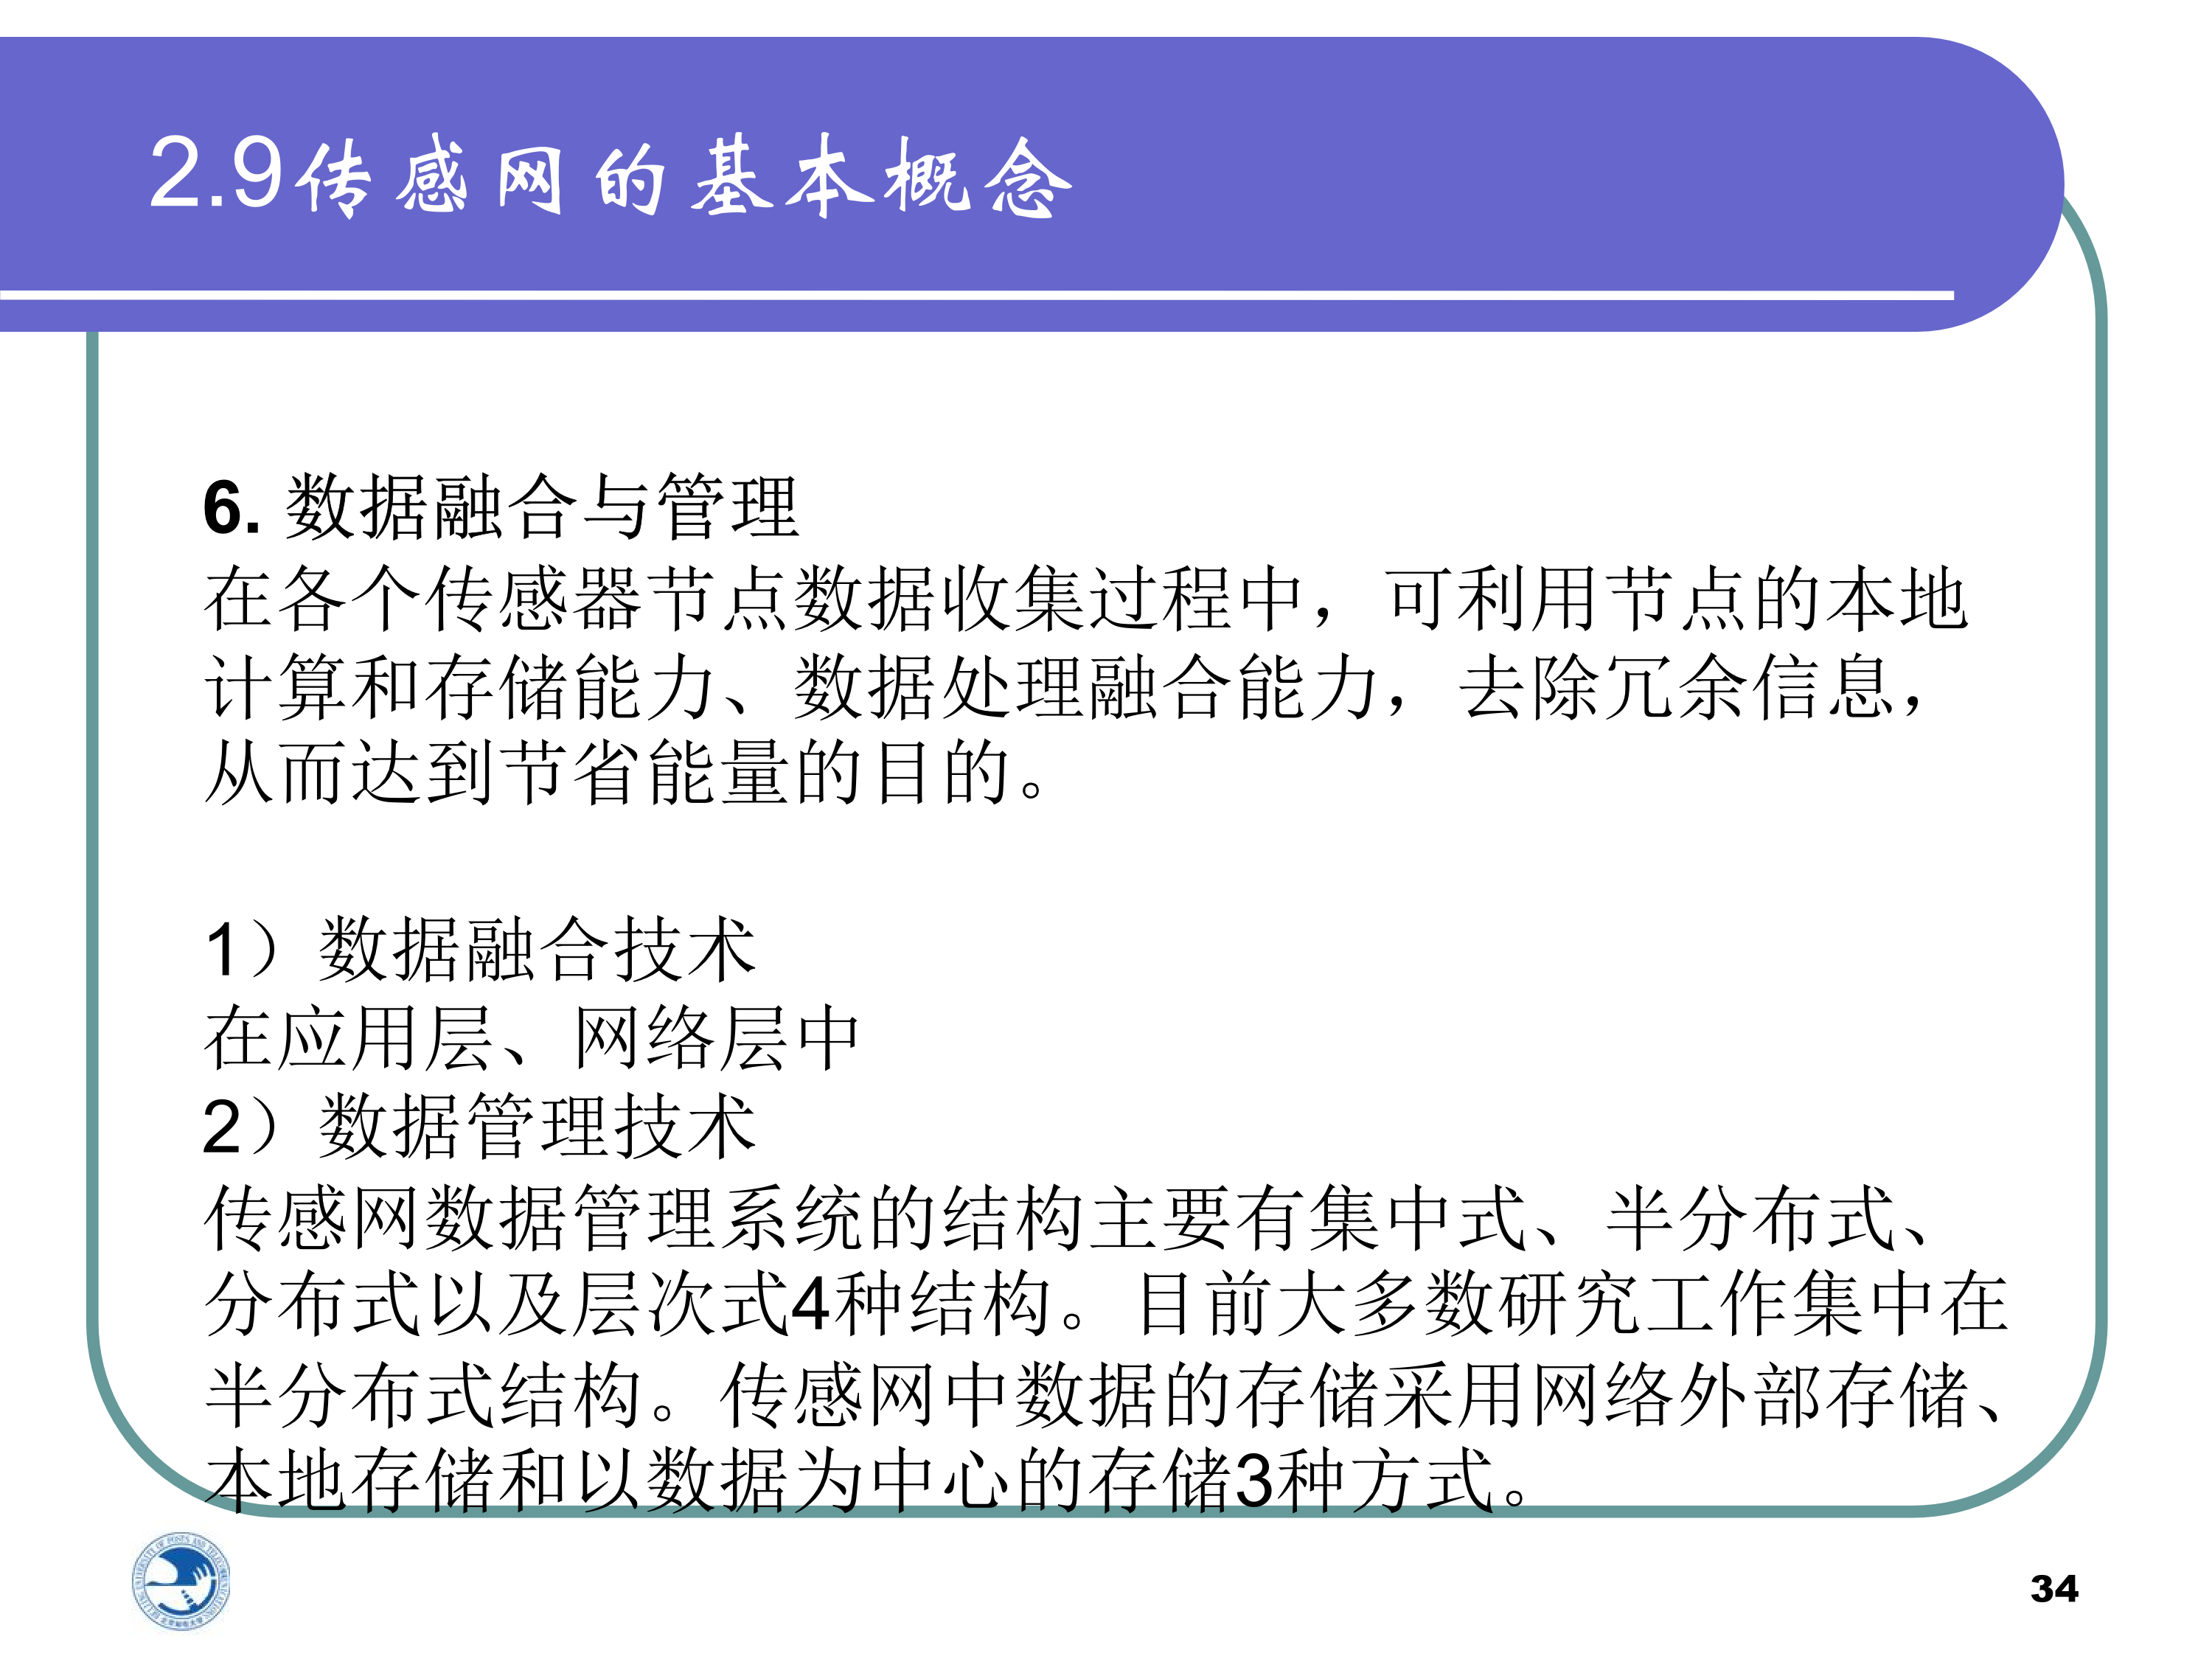 2.9传感网的基本概念
6. 数据融合与管理
在各个传感器节点数据收集过程中，可利用节点的本地
计算和存储能力、数据处理融合能力，去除冗余信息，
从而达到节省能量的目的。
1）数据融合技术
在应用层、网络层中
2）数据管理技术
传感网数据管理系统的结构主要有集中式、半分布式、
分布式以及层次式4种结构。目前大多数研究工作集中在
半分布式结构。传感网中数据的存储采用网络外部存储、
本地存储和以数据为中心的存储3种方式。
34